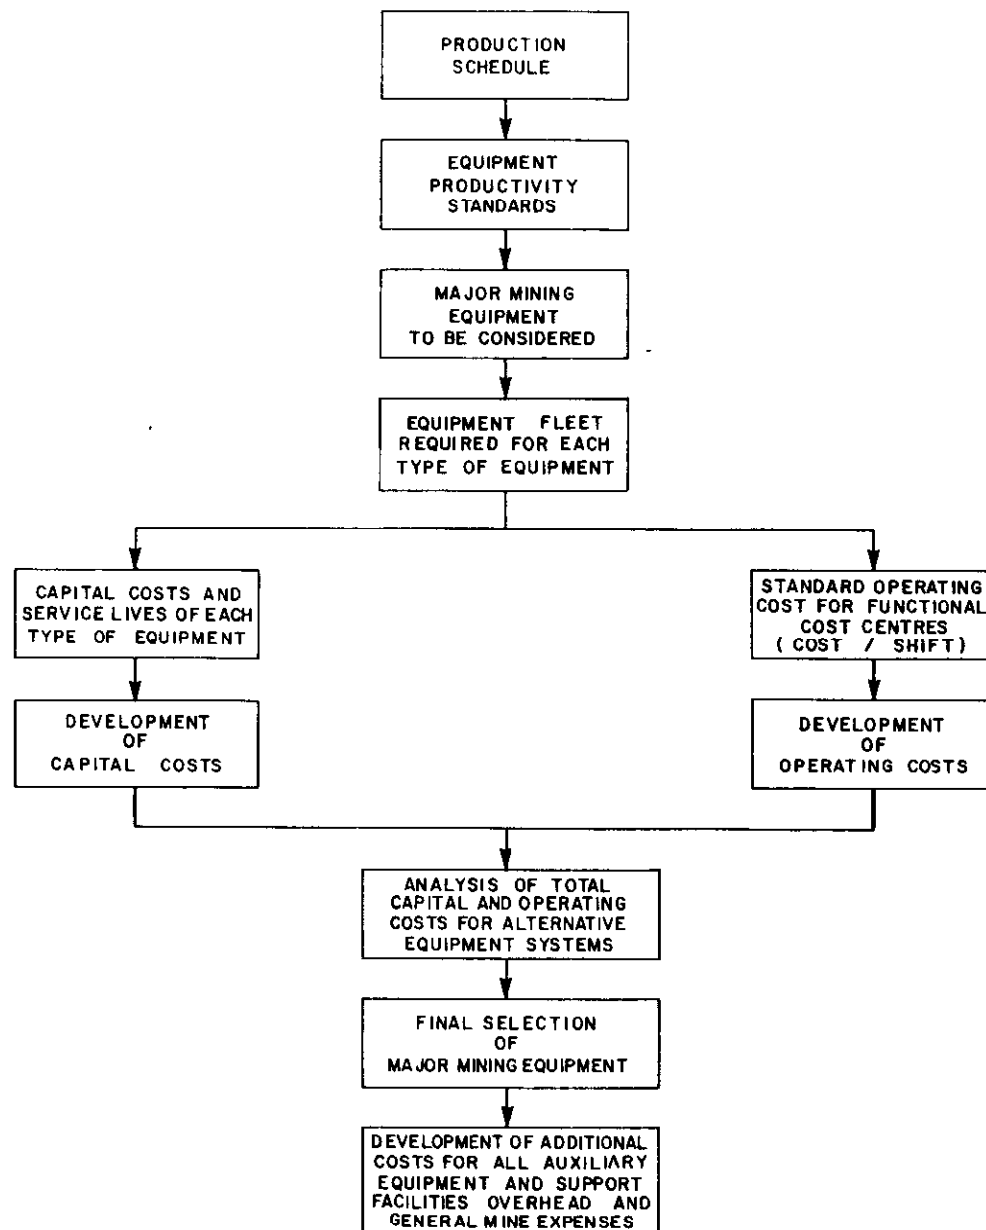 PRODUCTION
SCHEDULE
EQUIPMENT
PRODUCTIVITY
STANDARDS
MAJOR MINING
EQUIPMENT
TO BE CONSIDERED
EQUIPMENT FLEET
REQUIRED FOR EACH
TYPE OF EQUIPMENT
CAPITAL COSTS AND
SERVICE LIVES OF EACH
TYPE OF EQUIPMENT
STANDARD OPERATING
COST FOR FUNCTIONAL
COST CENTRES
( COST / SHIFT )
DEVELOPMENT
OF
CAPITAL COSTS
DEVELOPMENT
OF
OPERATING COSTS
ANALYSIS OF TOTAL
CAPITAL AND OPERATING
COSTS FOR ALTERNATIVE
EQUIPMENT SYSTEMS
FINAL SELECTION
OF
MAJOR MINING EQUIPMENT
DEVELOPMENT OF ADDITIONAL
COSTS FOR ALL AUXILIARY
EQUIPMENT AND SUPPORT
FACILITIES OVERHEAD AND
GENERAL MINE EXPENSES